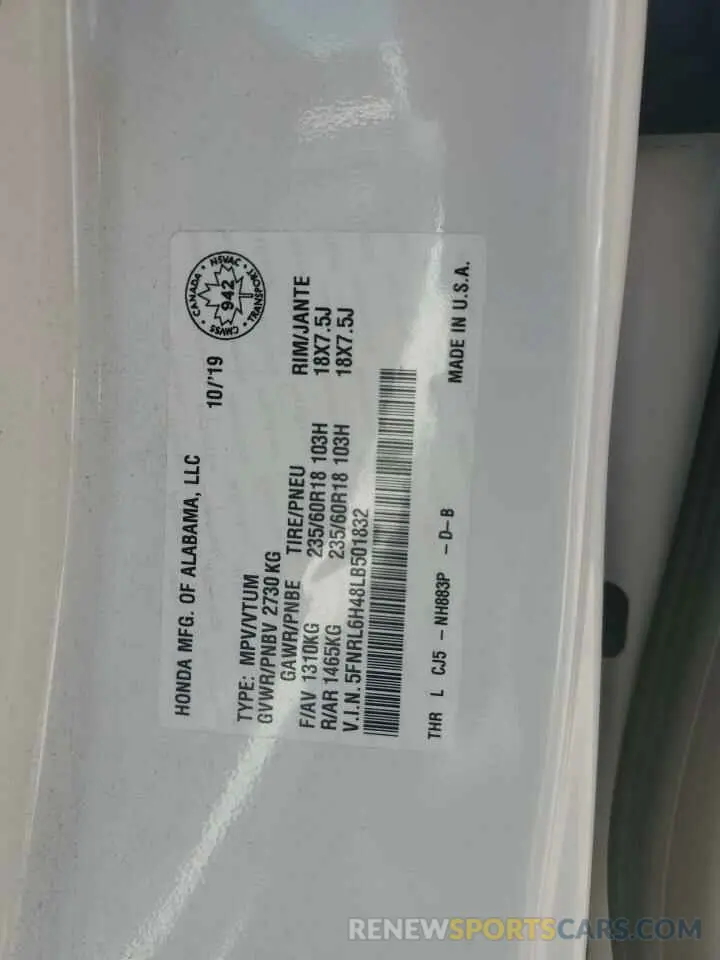 HONDA MFG. OF ALABAMA, LLC 10/'19
CANADA • NSVAC • TRANSPORT • CMVSS •
942
TYPE: MPV/VTUM
GVWR/PNBV 2730 KG
GAWR/PNBE TIRE/PNEU RIM/JANTE
F/AV 1310KG 235/60R18 103H 18X7.5J
R/AR 1465KG 235/60R18 103H 18X7.5J
V.I.N. 5FNRL6H48LB501832
THR L CJ5 - NH883P - D-B MADE IN U.S.A.
RENEWSPORTSCARS.COM